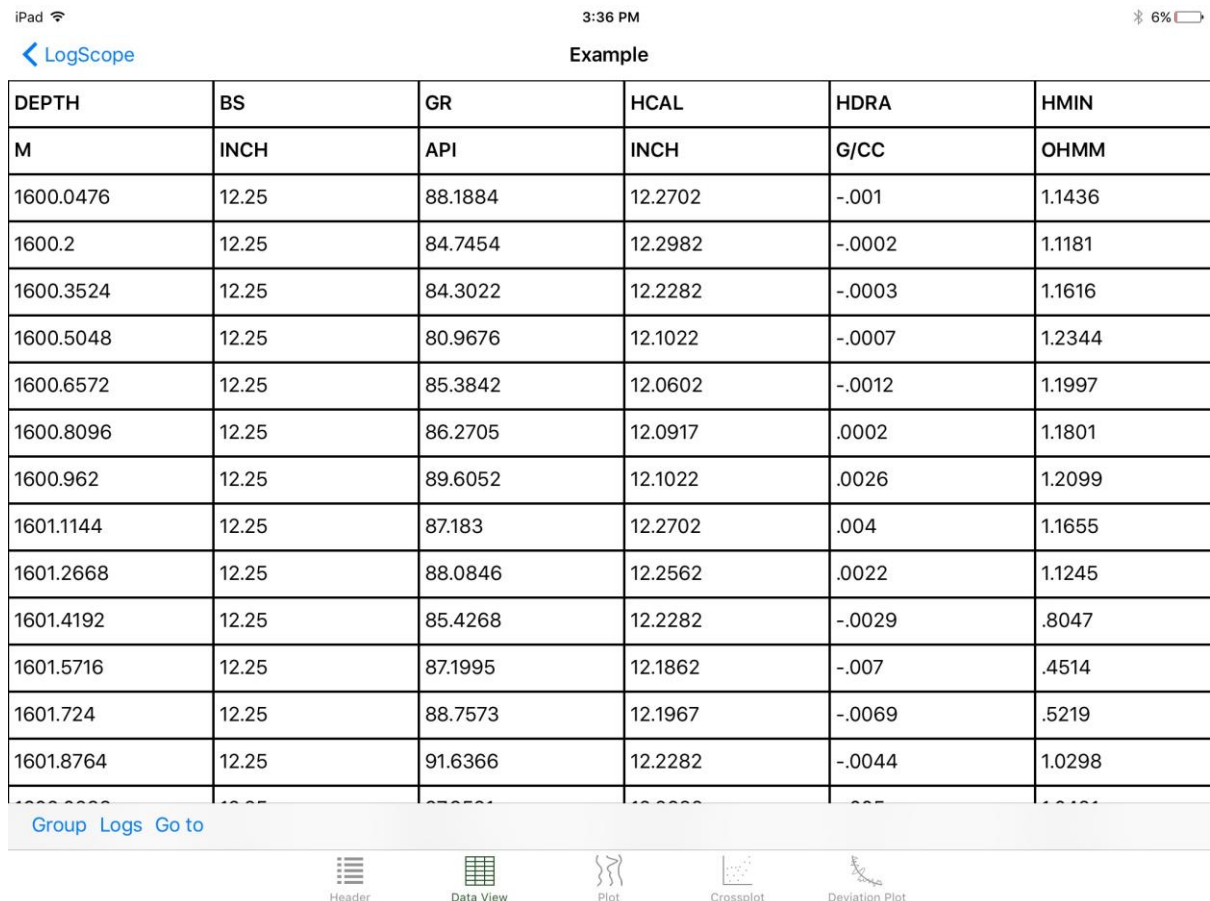 iPad 3:36 PM 6%
LogScope Example
DEPTH BS GR HCAL HDRA HMIN
M INCH API INCH G/CC OHMM
1600.0476 12.25 88.1884 12.2702 -.001 1.1436
1600.2 12.25 84.7454 12.2982 -.0002 1.1181
1600.3524 12.25 84.3022 12.2282 -.0003 1.1616
1600.5048 12.25 80.9676 12.1022 -.0007 1.2344
1600.6572 12.25 85.3842 12.0602 -.0012 1.1997
1600.8096 12.25 86.2705 12.0917 .0002 1.1801
1600.962 12.25 89.6052 12.1022 .0026 1.2099
1601.1144 12.25 87.183 12.2702 .004 1.1655
1601.2668 12.25 88.0846 12.2562 .0022 1.1245
1601.4192 12.25 85.4268 12.2282 -.0029 .8047
1601.5716 12.25 87.1995 12.1862 -.007 .4514
1601.724 12.25 88.7573 12.1967 -.0069 .5219
1601.8764 12.25 91.6366 12.2282 -.0044 1.0298
Group Logs Go to
Header Data View Plot Crossplot Deviation Plot